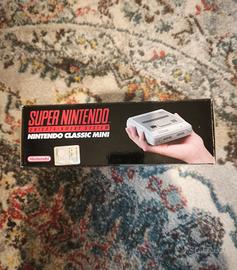 SUPER NINTENDO
ENTERTAINMENT SYSTEM
NINTENDO CLASSIC MINI
Nintendo